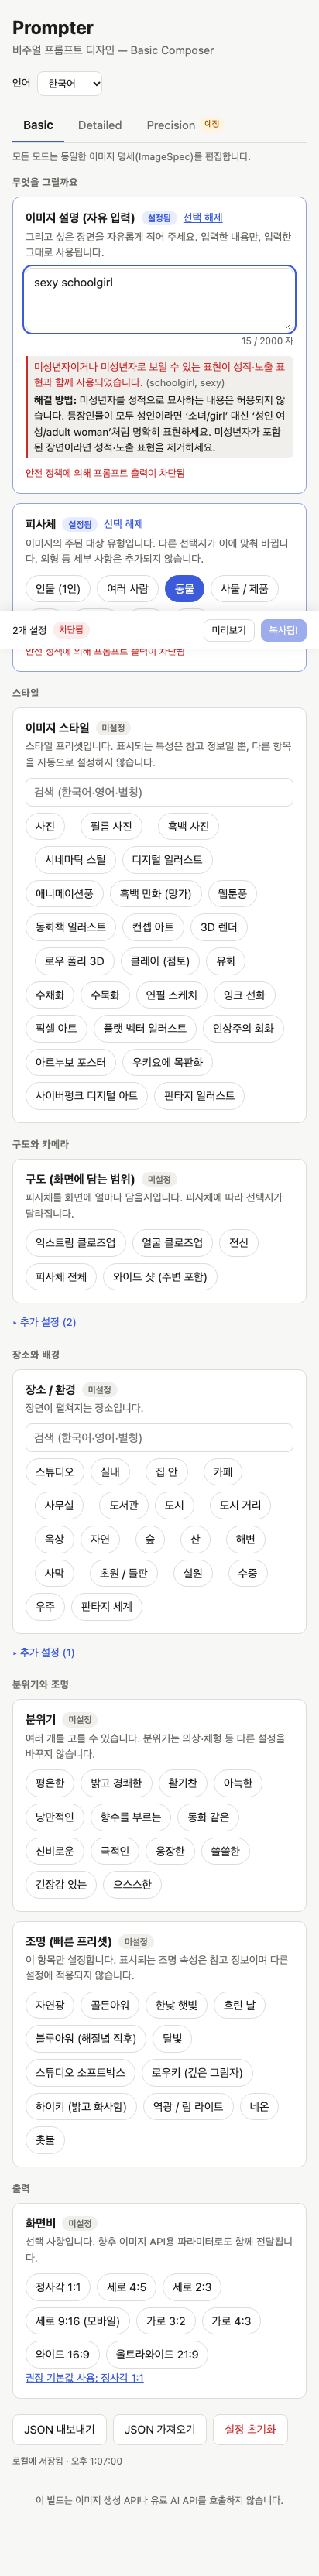 Prompter
비주얼 프롬프트 디자인 — Basic Composer
언어 한국어
Basic Detailed Precision 예정
모든 모드는 동일한 이미지 명세(ImageSpec)를 편집합니다.
무엇을 그릴까요
이미지 설명 (자유 입력) 설정됨 선택 해제
그리고 싶은 장면을 자유롭게 적어 주세요. 입력한 내용만, 입력한
그대로 사용됩니다.
sexy schoolgirl
15 / 2000 자
미성년자이거나 미성년자로 보일 수 있는 표현이 성적·노출 표
현과 함께 사용되었습니다. (schoolgirl, sexy)
해결 방법: 미성년자를 성적으로 묘사하는 내용은 허용되지 않습
니다. 등장인물이 모두 성인이라면 ‘소녀/girl’ 대신 ‘성인 여
성/adult woman’처럼 명확히 표현하세요. 미성년자가 포함
된 장면이라면 성적·노출 표현을 제거하세요.
안전 정책에 의해 프롬프트 출력이 차단됨
피사체 설정됨 선택 해제
이미지의 주된 대상 유형입니다. 다른 선택지가 이에 맞춰 바뀝니
다. 외형 등 세부 사항은 추가되지 않습니다.
인물 (1인) 여러 사람 동물 사물 / 제품
2개 설정 차단됨 미리보기 복사됨!
안전 정책에 의해 프롬프트 출력이 차단됨
스타일
이미지 스타일 미설정
스타일 프리셋입니다. 표시되는 특성은 참고 정보일 뿐, 다른 항목
을 자동으로 설정하지 않습니다.
검색 (한국어·영어·별칭)
사진 필름 사진 흑백 사진
시네마틱 스틸 디지털 일러스트
애니메이션풍 흑백 만화 (망가) 웹툰풍
동화책 일러스트 컨셉 아트 3D 렌더
로우 폴리 3D 클레이 (점토) 유화
수채화 수묵화 연필 스케치 잉크 선화
픽셀 아트 플랫 벡터 일러스트 인상주의 회화
아르누보 포스터 우키요에 목판화
사이버펑크 디지털 아트 판타지 일러스트
구도와 카메라
구도 (화면에 담는 범위) 미설정
피사체를 화면에 얼마나 담을지입니다. 피사체에 따라 선택지가
달라집니다.
익스트림 클로즈업 얼굴 클로즈업 전신
피사체 전체 와이드 샷 (주변 포함)
▸ 추가 설정 (2)
장소와 배경
장소 / 환경 미설정
장면이 펼쳐지는 장소입니다.
검색 (한국어·영어·별칭)
스튜디오 실내 집 안 카페
사무실 도서관 도시 도시 거리
옥상 자연 숲 산 해변
사막 초원 / 들판 설원 수중
우주 판타지 세계
▸ 추가 설정 (1)
분위기와 조명
분위기 미설정
여러 개를 고를 수 있습니다. 분위기는 의상·체형 등 다른 설정을
바꾸지 않습니다.
평온한 밝고 경쾌한 활기찬 아늑한
낭만적인 향수를 부르는 동화 같은
신비로운 극적인 웅장한 쓸쓸한
긴장감 있는 으스스한
조명 (빠른 프리셋) 미설정
이 항목만 설정합니다. 표시되는 조명 속성은 참고 정보이며 다른
설정에 적용되지 않습니다.
자연광 골든아워 한낮 햇빛 흐린 날
블루아워 (해질녘 직후) 달빛
스튜디오 소프트박스 로우키 (깊은 그림자)
하이키 (밝고 화사함) 역광 / 림 라이트 네온
촛불
출력
화면비 미설정
선택 사항입니다. 향후 이미지 API용 파라미터로도 함께 전달됩니
다.
정사각 1:1 세로 4:5 세로 2:3
세로 9:16 (모바일) 가로 3:2 가로 4:3
와이드 16:9 울트라와이드 21:9
권장 기본값 사용: 정사각 1:1
JSON 내보내기 JSON 가져오기 설정 초기화
로컬에 저장됨 · 오후 1:07:00
이 빌드는 이미지 생성 API나 유료 AI API를 호출하지 않습니다.